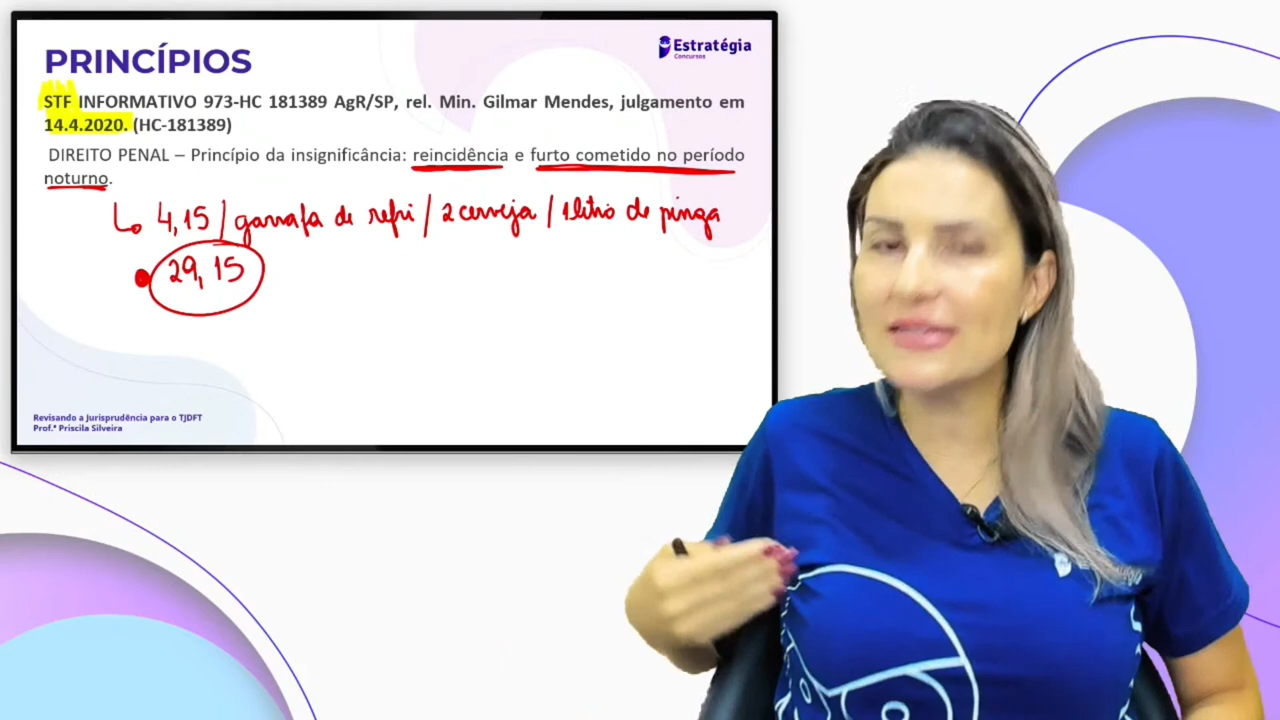 PRINCÍPIOS
Estratégia
Concursos
STF INFORMATIVO 973-HC 181389 AgR/SP, rel. Min. Gilmar Mendes, julgamento em
14.4.2020. (HC-181389)
DIREITO PENAL – Princípio da insignificância: reincidência e furto cometido no período
noturno.
4,15 / garrafa de refri / 2 cerveja / 1 litro de pinga
29,15
Revisando a Jurisprudência para o TJDFT
Prof.ª Priscila Silveira